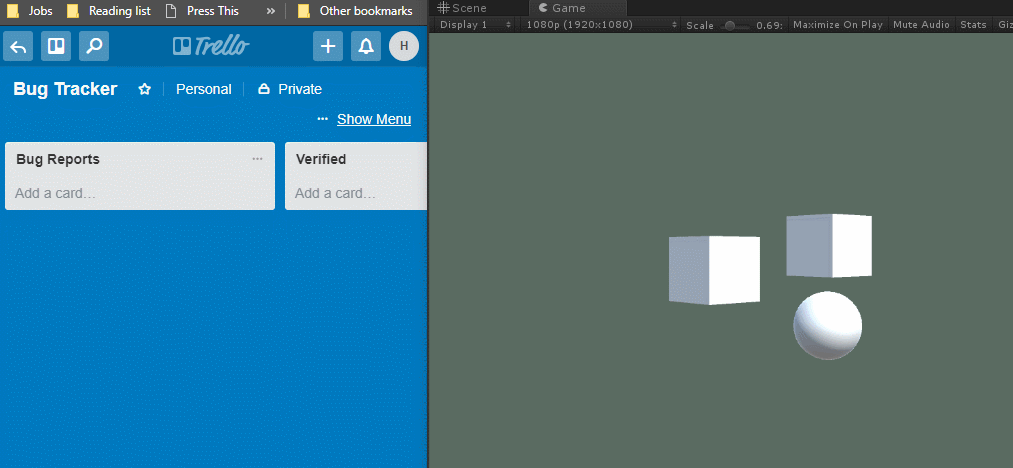 Jobs Reading list Press This » Other bookmarks
Trello
H
Bug Tracker Personal Private
··· Show Menu
Bug Reports ···
Add a card...
Verified
Add a card...
Scene Game
Display 1 1080p (1920x1080) Scale 0.69: Maximize On Play Mute Audio Stats Giz